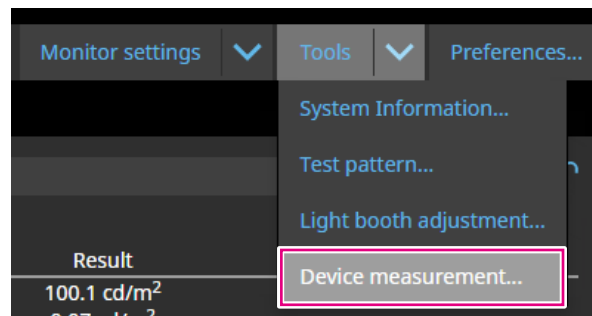 Monitor settings Tools Preferences...
System Information...
Test pattern...
Light booth adjustment...
Result
Device measurement...
100.1 cd/m²